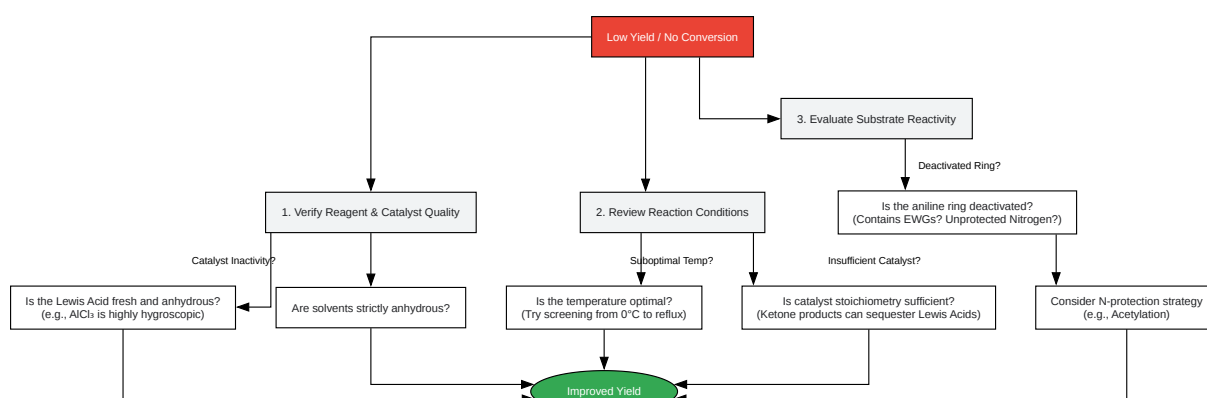 Low Yield / No Conversion
3. Evaluate Substrate Reactivity
Deactivated Ring?
Is the aniline ring deactivated?
(Contains EWGs? Unprotected Nitrogen?)
1. Verify Reagent & Catalyst Quality
2. Review Reaction Conditions
Catalyst Inactivity?
Suboptimal Temp?
Insufficient Catalyst?
Is the Lewis Acid fresh and anhydrous?
(e.g., AlCl₃ is highly hygroscopic)
Are solvents strictly anhydrous?
Is the temperature optimal?
(Try screening from 0°C to reflux)
Is catalyst stoichiometry sufficient?
(Ketone products can sequester Lewis Acids)
Consider N-protection strategy
(e.g., Acetylation)
Improved Yield